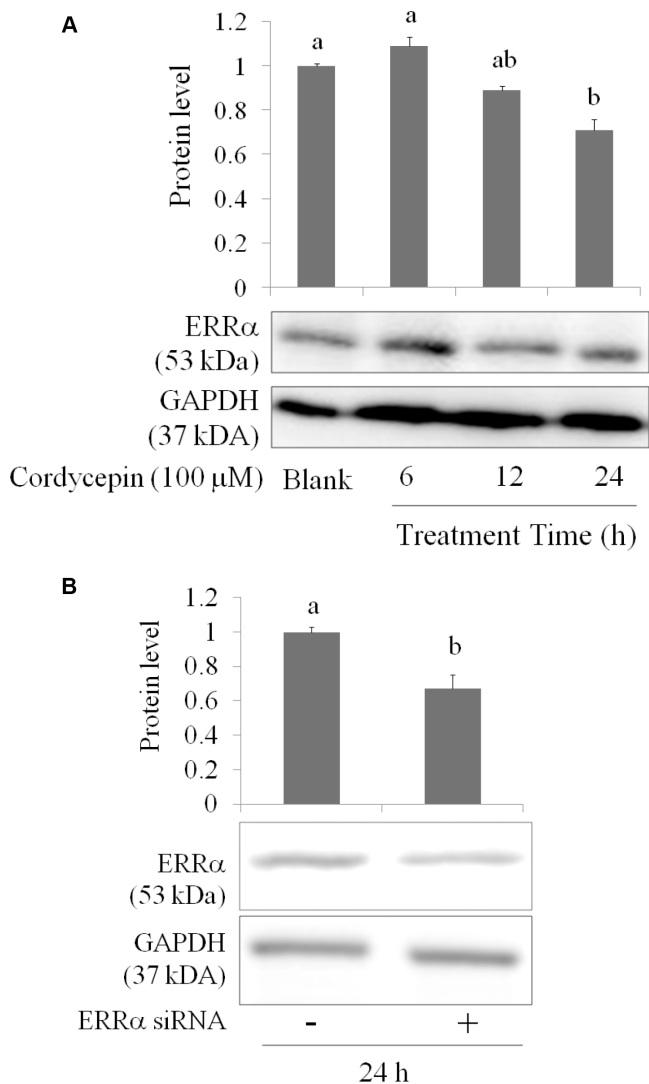 A
Protein level
1.2
1
0.8
0.6
0.4
0.2
0
a
a
ab
b
ERRα
(53 kDa)
GAPDH
(37 kDA)
Cordycepin (100 μM) Blank 6 12 24
Treatment Time (h)
B
Protein level
1.2
1
0.8
0.6
0.4
0.2
0
a
b
ERRα
(53 kDa)
GAPDH
(37 kDA)
ERRα siRNA - +
24 h